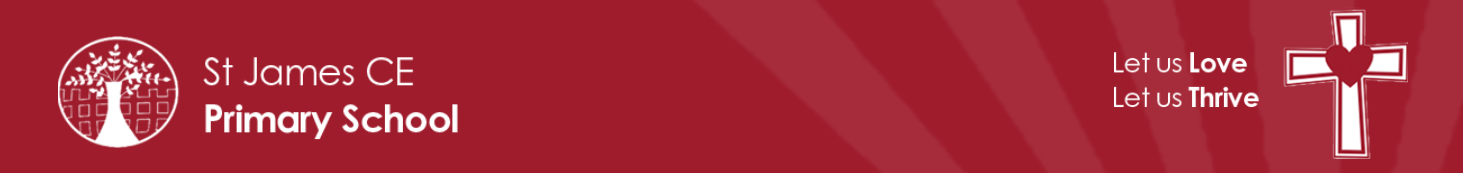 St James CE
Primary School
Let us Love
Let us Thrive